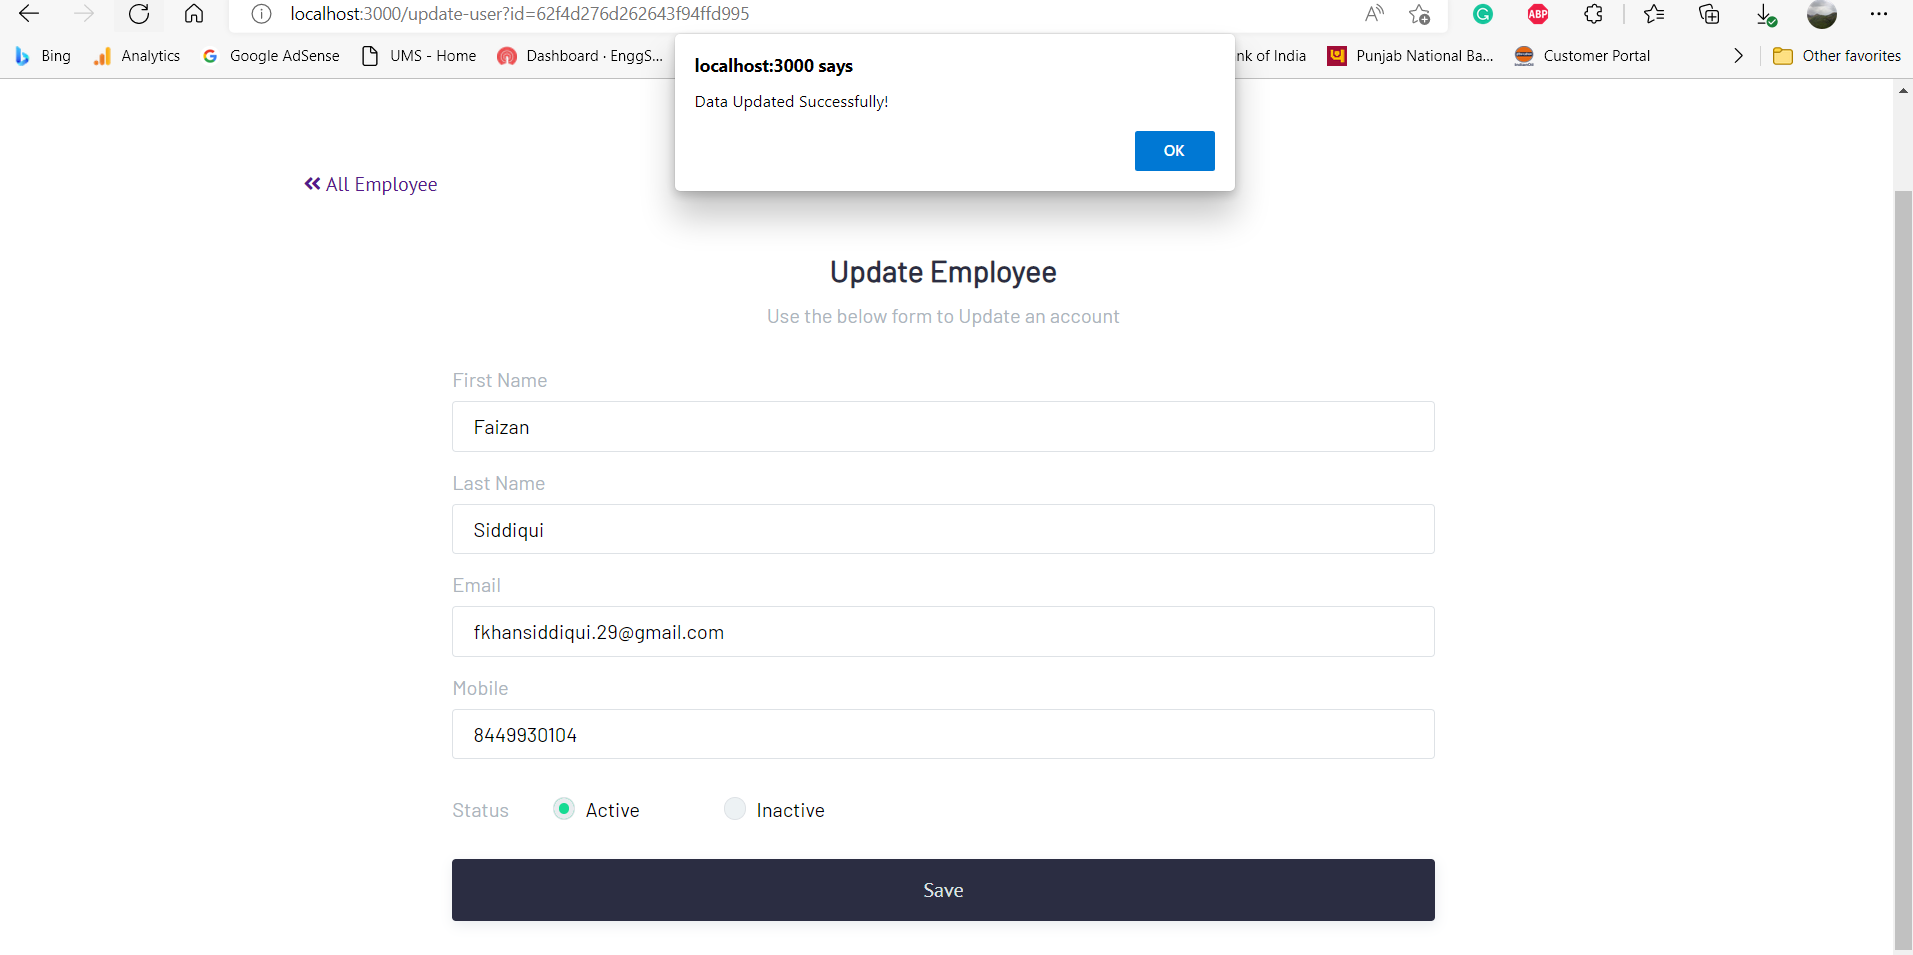 localhost:3000/update-user?id=62f4d276d262643f94ffd995
A
ABP
Bing
Analytics
Google AdSense
UMS - Home
Dashboard · EnggS...
nk of India
Punjab National Ba...
Customer Portal
Other favorites
localhost:3000 says
Data Updated Successfully!
OK
All Employee
Update Employee
Use the below form to Update an account
First Name
Faizan
Last Name
Siddiqui
Email
fkhansiddiqui.29@gmail.com
Mobile
8449930104
Status Active Inactive
Save